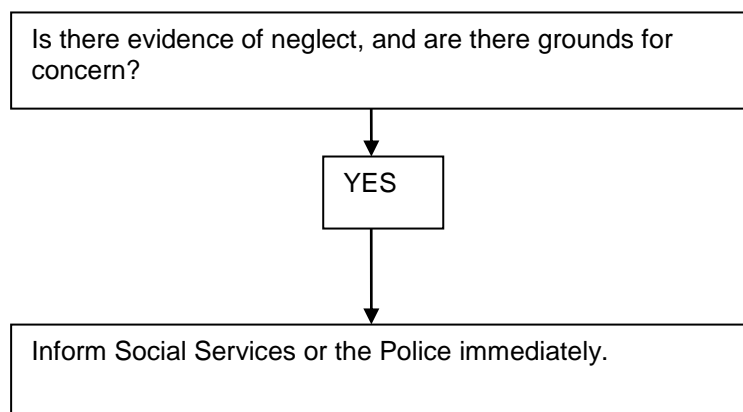 Is there evidence of neglect, and are there grounds for
concern?
YES
Inform Social Services or the Police immediately.